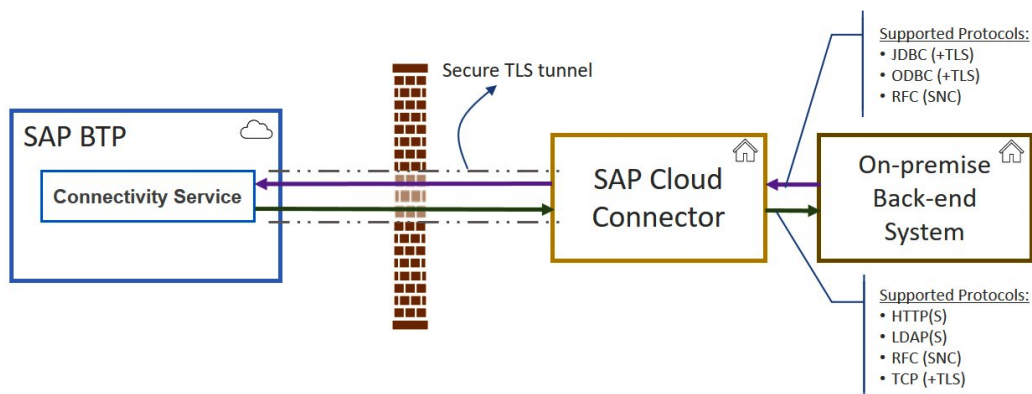 Supported Protocols:
• JDBC (+TLS)
• ODBC (+TLS)
• RFC (SNC)
Secure TLS tunnel
SAP BTP
Connectivity Service
SAP Cloud
Connector
On-premise
Back-end
System
Supported Protocols:
• HTTP(S)
• LDAP(S)
• RFC (SNC)
• TCP (+TLS)